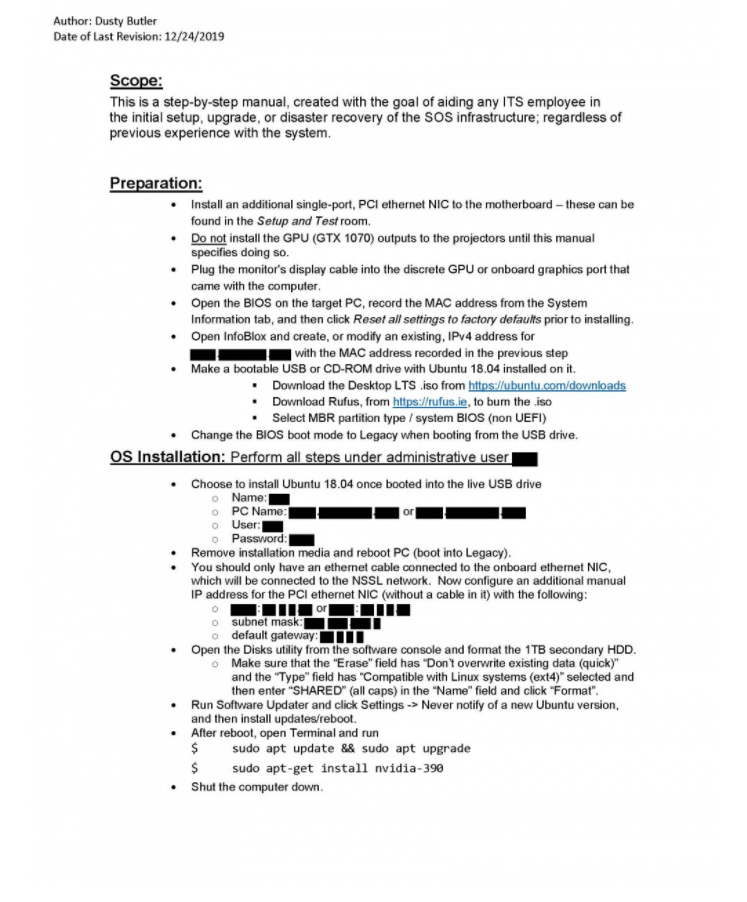 Author: Dusty Butler
Date of Last Revision: 12/24/2019
Scope:
This is a step-by-step manual, created with the goal of aiding any ITS employee in
the initial setup, upgrade, or disaster recovery of the SOS infrastructure; regardless of
previous experience with the system.
Preparation:
• Install an additional single-port, PCI ethernet NIC to the motherboard – these can be
found in the Setup and Test room.
• Do not install the GPU (GTX 1070) outputs to the projectors until this manual
specifies doing so.
• Plug the monitor's display cable into the discrete GPU or onboard graphics port that
came with the computer.
• Open the BIOS on the target PC, record the MAC address from the System
Information tab, and then click Reset all settings to factory defaults prior to installing.
• Open InfoBlox and create, or modify an existing, IPv4 address for
with the MAC address recorded in the previous step
• Make a bootable USB or CD-ROM drive with Ubuntu 18.04 installed on it.
▪ Download the Desktop LTS .iso from https://ubuntu.com/downloads
▪ Download Rufus, from https://rufus.ie, to burn the .iso
▪ Select MBR partition type / system BIOS (non UEFI)
• Change the BIOS boot mode to Legacy when booting from the USB drive.
OS Installation: Perform all steps under administrative user
• Choose to install Ubuntu 18.04 once booted into the live USB drive
○ Name:
○ PC Name: . . or . .
○ User:
○ Password:
• Remove installation media and reboot PC (boot into Legacy).
• You should only have an ethernet cable connected to the onboard ethernet NIC,
which will be connected to the NSSL network. Now configure an additional manual
IP address for the PCI ethernet NIC (without a cable in it) with the following:
○ : or :
○ subnet mask:
○ default gateway:
• Open the Disks utility from the software console and format the 1TB secondary HDD.
○ Make sure that the "Erase" field has "Don't overwrite existing data (quick)"
and the "Type" field has "Compatible with Linux systems (ext4)" selected and
then enter "SHARED" (all caps) in the "Name" field and click "Format".
• Run Software Updater and click Settings -> Never notify of a new Ubuntu version,
and then install updates/reboot.
• After reboot, open Terminal and run
$ sudo apt update && sudo apt upgrade
$ sudo apt-get install nvidia-390
• Shut the computer down.